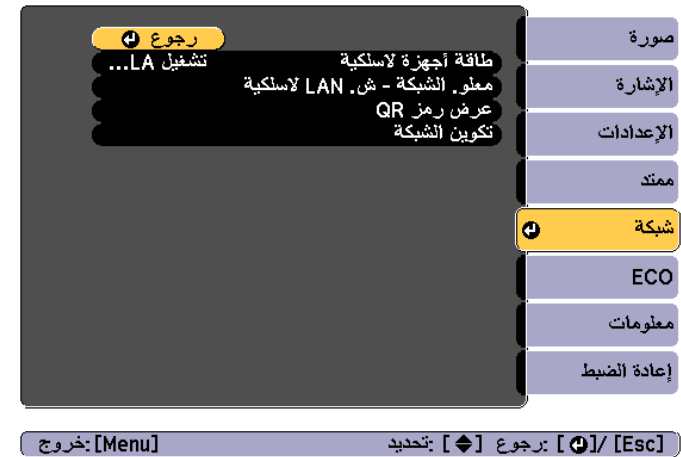 رجوع
طاقة أجهزة لاسلكية تشغيل LA...
معلو. الشبكة - ش. LAN لاسلكية
عرض رمز QR
تكوين الشبكة
صورة
الإشارة
الإعدادات
ممتد
شبكة
ECO
معلومات
إعادة الضبط
[Esc] /[ ] :رجوع [ ] :تحديد [Menu] :خروج